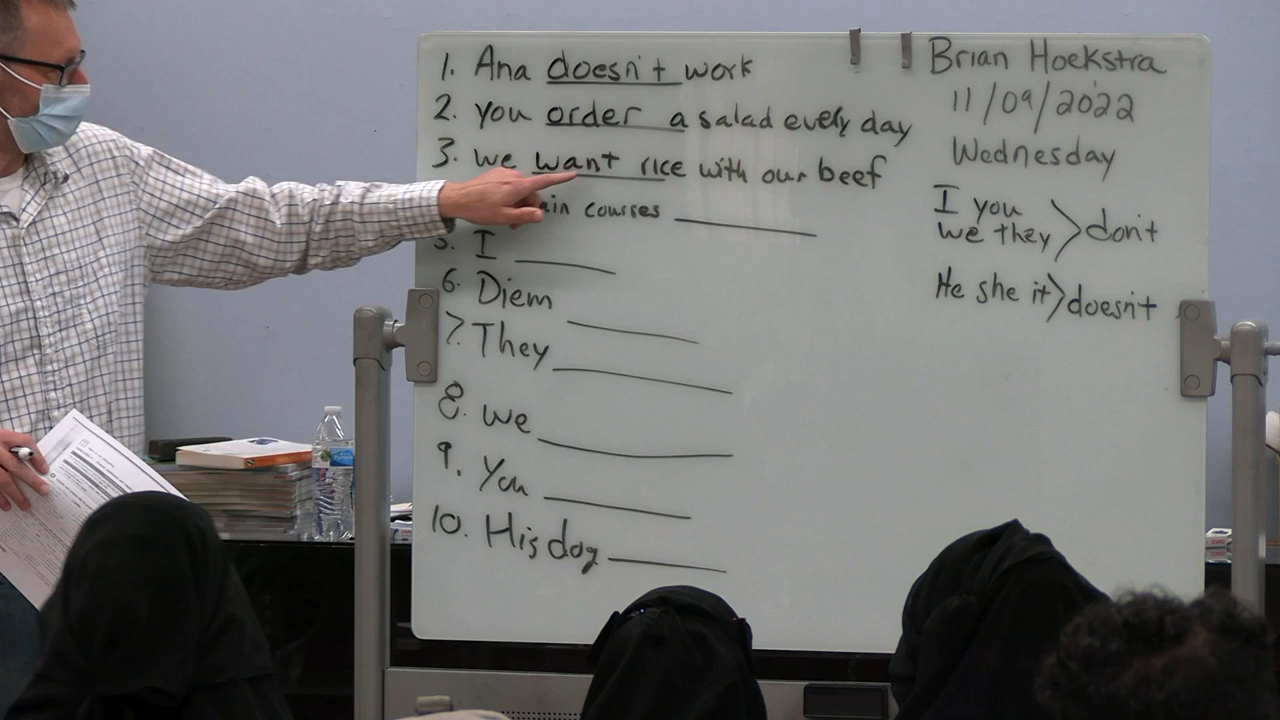 1. Ana doesn't work
2. you order a salad every day
3. we want rice with our beef
ain courses
5. I
6. Diem
7. They
8. we
9. You
10. His dog
Brian Hoekstra
11/09/2022
Wednesday
I you
we they > don't
He she it > doesn't